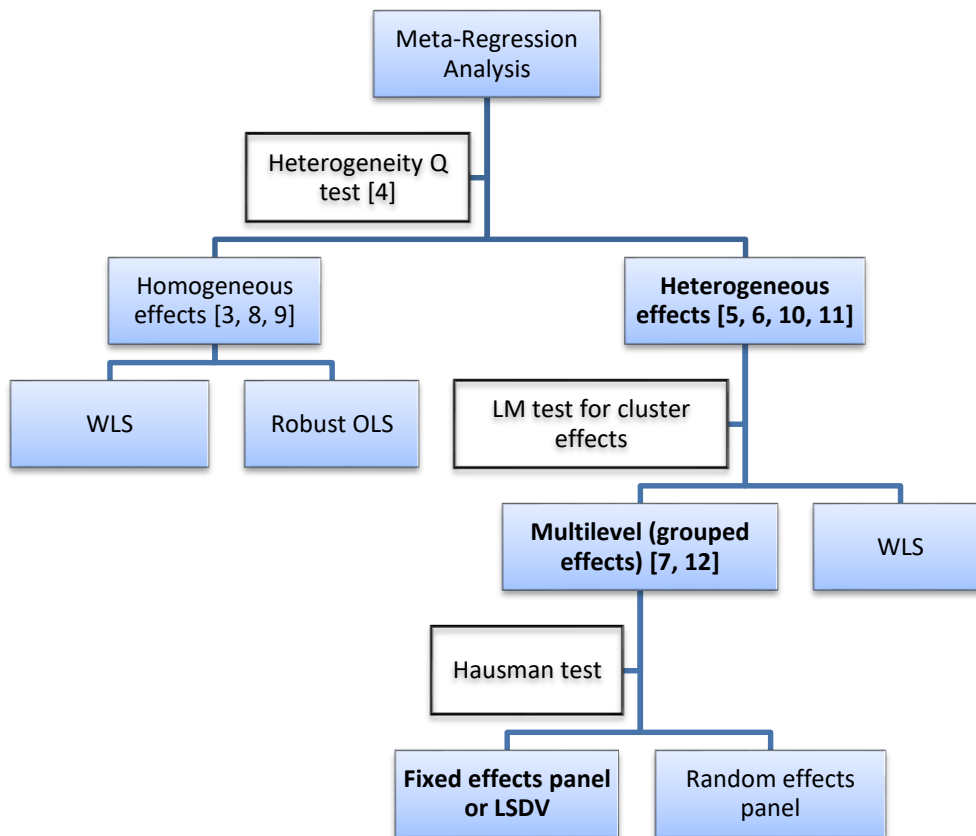 Meta-Regression
Analysis
Heterogeneity Q
test [4]
Homogeneous
effects [3, 8, 9]
Heterogeneous
effects [5, 6, 10, 11]
WLS
Robust OLS
LM test for cluster
effects
Multilevel (grouped
effects) [7, 12]
WLS
Hausman test
Fixed effects panel
or LSDV
Random effects
panel